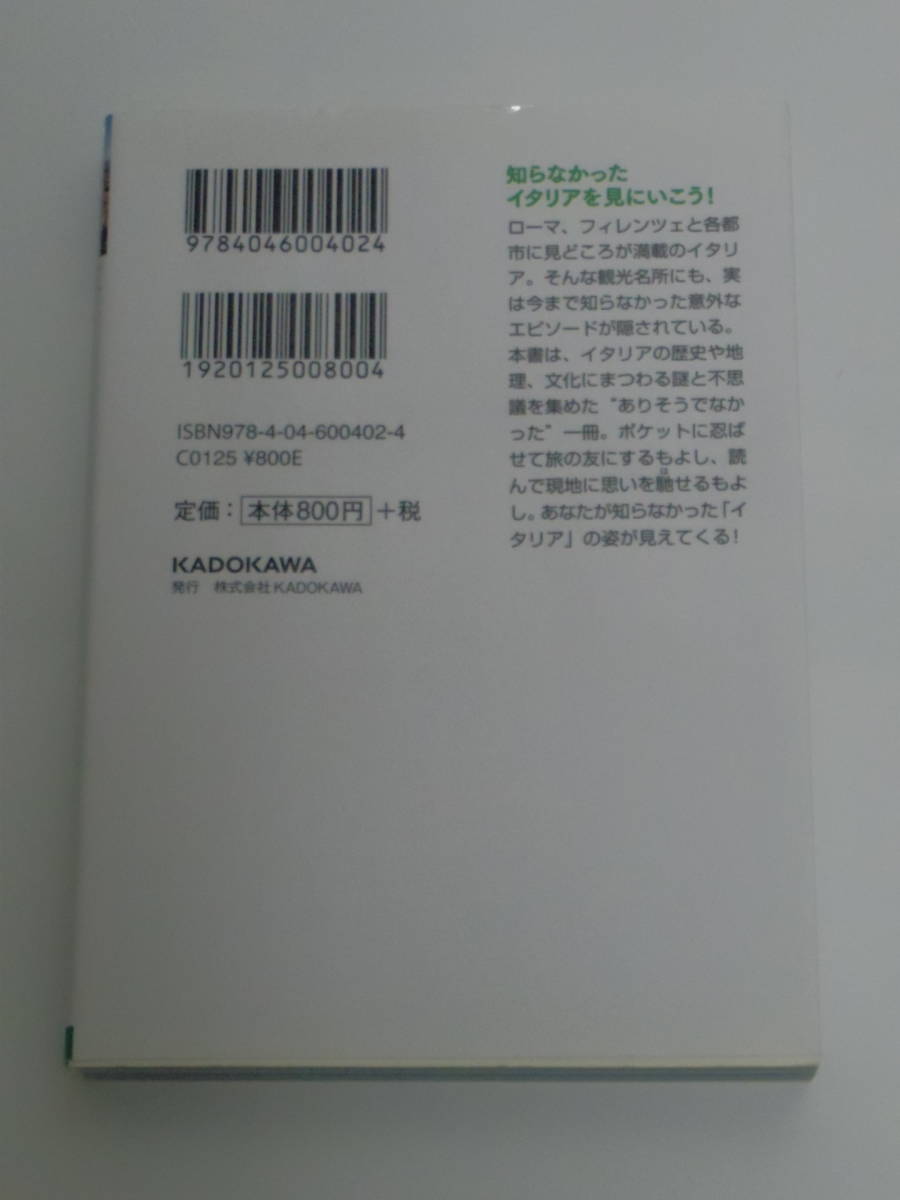 9784046004024
1920125008004
ISBN978-4-04-600402-4
C0125 ¥800E
定価：本体800円＋税
KADOKAWA
発行　株式会社KADOKAWA
知らなかった
イタリアを見にいこう！
ローマ、フィレンツェと各都
市に見どころが満載のイタリ
ア。そんな観光名所にも、実
は今まで知らなかった意外な
エピソードが隠されている。
本書は、イタリアの歴史や地
理、文化にまつわる謎と不思
議を集めた“ありそうでなか
った”一冊。ポケットに忍ば
せて旅の友にするもよし、読
は
んで現地に思いを馳せるもよ
し。あなたが知らなかった「イ
タリア」の姿が見えてくる！